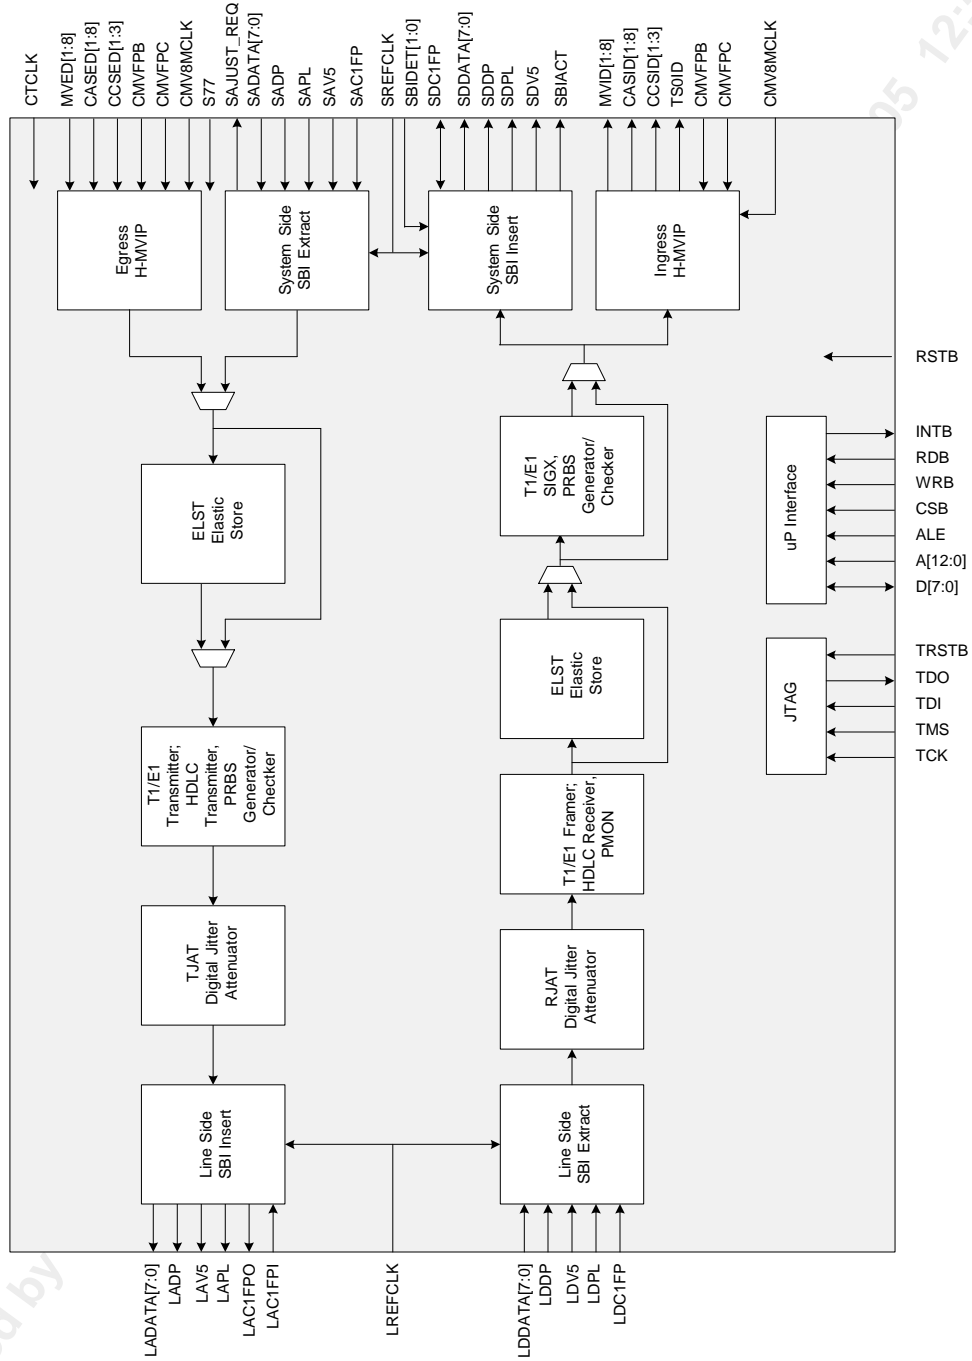 CTCLK
MVED[1:8]
CASED[1:8]
CCSED[1:3]
CMVFPB
CMVFPC
CMV8MCLK
S77
SAJUST_REQ
SADATA[7:0]
SADP
SAPL
SAV5
SAC1FP
SREFCLK
SBIDET[1:0]
SDC1FP
SDDATA[7:0]
SDDP
SDPL
SDV5
SBIACT
MVID[1:8]
CASID[1:8]
CCSID[1:3]
TS0ID
CMVFPB
CMVFPC
CMV8MCLK
Egress
H-MVIP
System Side
SBI Extract
System Side
SBI Insert
Ingress
H-MVIP
ELST
Elastic
Store
T1/E1
SIGX,
PRBS
Generator/
Checker
ELST
Elastic
Store
T1/E1
Transmitter;
HDLC
Transmitter,
PRBS
Generator/
Chectker
T1/E1 Framer;
HDLC Receiver,
PMON
TJAT
Digital Jitter
Attenuator
RJAT
Digital Jitter
Attenuator
Line Side
SBI Insert
Line Side
SBI Extract
uP Interface
JTAG
RSTB
INTB
RDB
WRB
CSB
ALE
A[12:0]
D[7:0]
TRSTB
TDO
TDI
TMS
TCK
LADATA[7:0]
LADP
LAV5
LAPL
LAC1FPO
LAC1FPI
LREFCLK
LDDATA[7:0]
LDDP
LDV5
LDPL
LDC1FP
05 12:5
d by